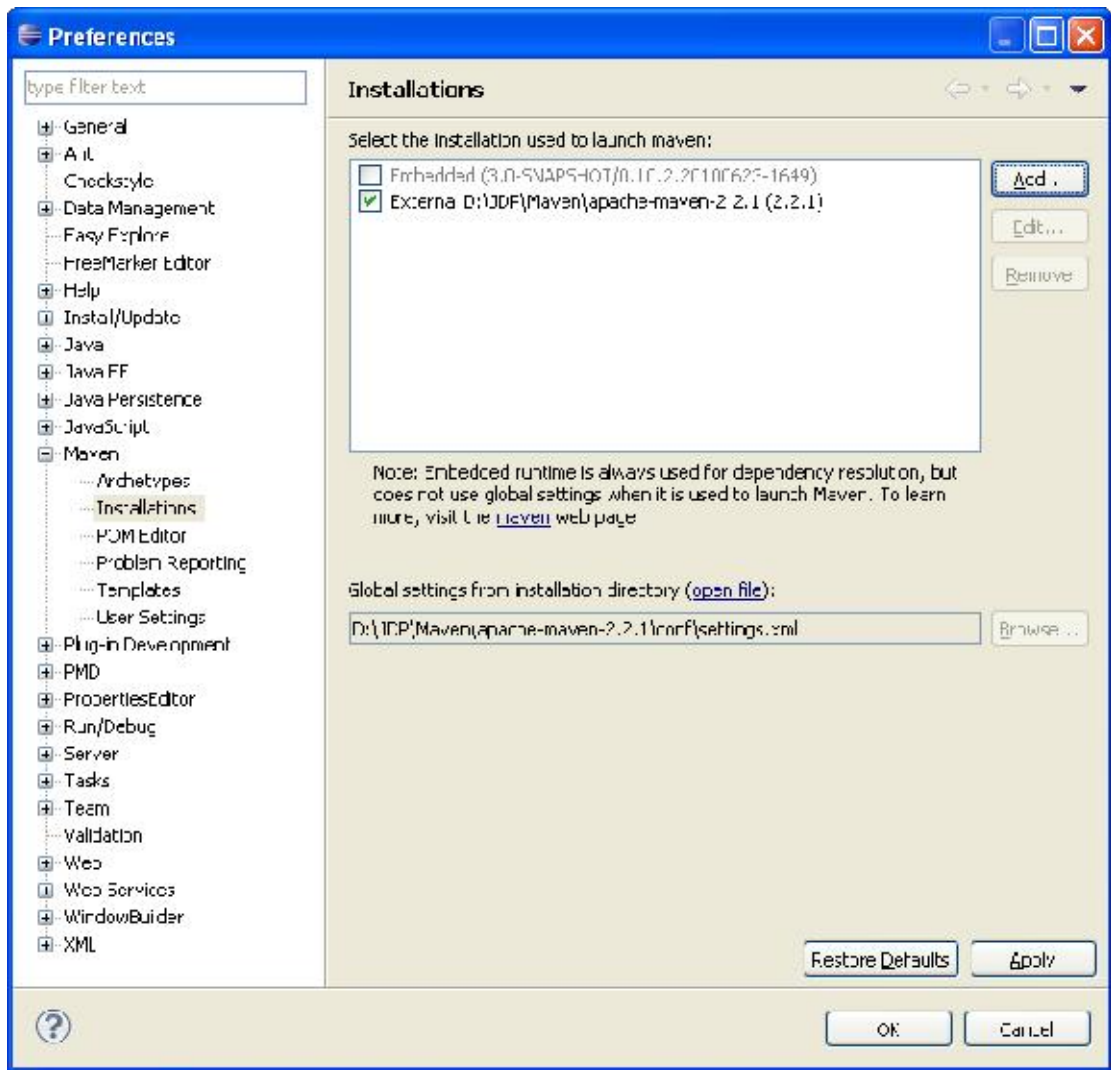 Preferences
type filter text
General
Ant
Checkstyle
Data Management
Easy Explore
FreeMarker Editor
Help
Install/Update
Java
Java EE
Java Persistence
JavaScript
Maven
Archetypes
Installations
POM Editor
Problem Reporting
Templates
User Settings
Plug-in Development
PMD
PropertiesEditor
Run/Debug
Server
Tasks
Team
Validation
Web
Web Services
WindowBuilder
XML
Installations
Select the installation used to launch maven:
Embedded (3.0-SNAPSHOT/0.10.2.20100623-1649)
External D:\JDP\Maven\apache-maven-2.2.1 (2.2.1)
Add...
Edit...
Remove
Note: Embedded runtime is always used for dependency resolution, but
does not use global settings when it is used to launch Maven. To learn
more, visit the Maven web page
Global settings from installation directory (open file):
D:\JDP\Maven\apache-maven-2.2.1\conf\settings.xml
Browse...
Restore Defaults
Apply
OK
Cancel